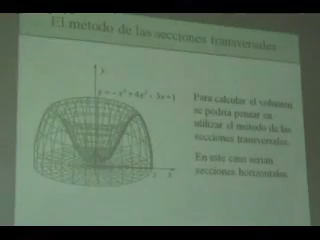 El método de las secciones transversales
y
y = -x³ + 4x² - 3x + 1
Para calcular el volumen
se podría pensar en
utilizar el método de las
secciones transversales.
En este caso serían
secciones horizontales.
x